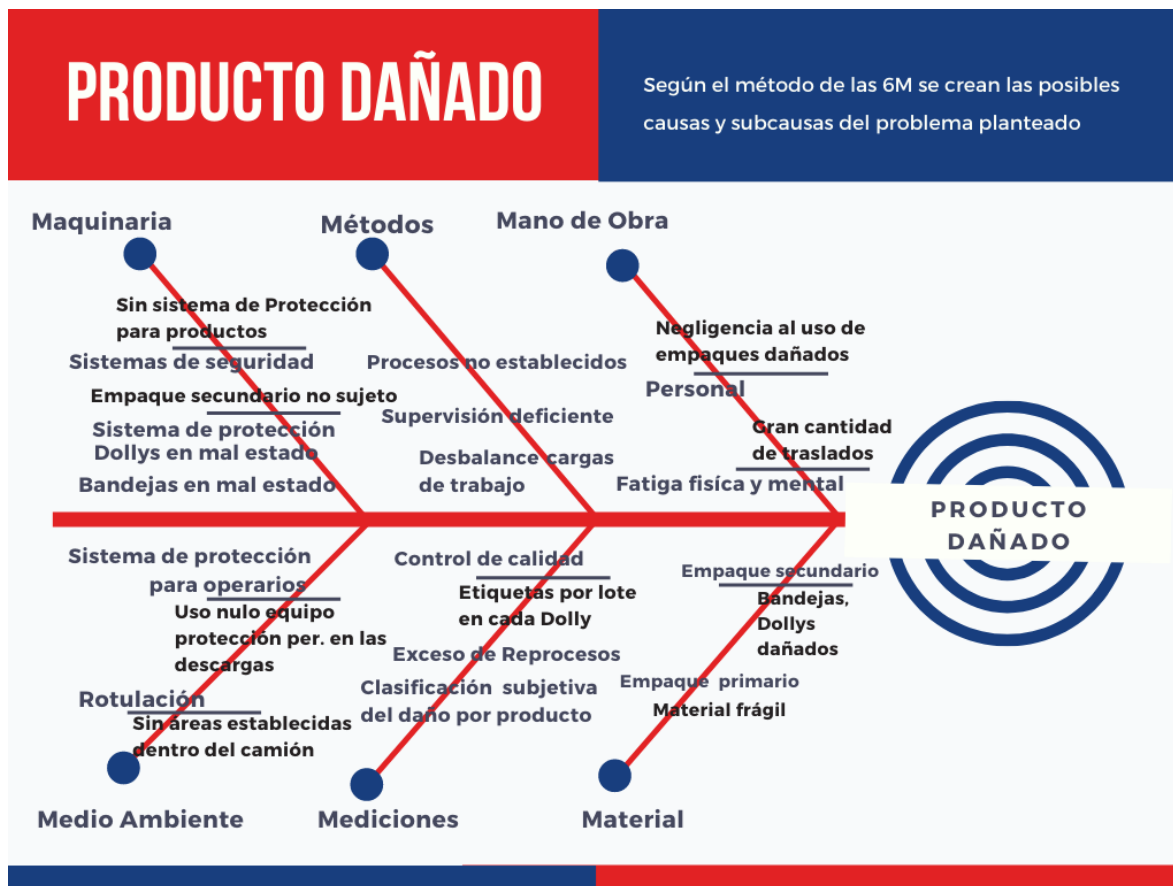 PRODUCTO DAÑADO
Según el método de las 6M se crean las posibles
causas y subcausas del problema planteado
Maquinaria
Métodos
Mano de Obra
Sin sistema de Protección
para productos
Sistemas de seguridad
Empaque secundario no sujeto
Sistema de protección
Dollys en mal estado
Bandejas en mal estado
Procesos no establecidos
Supervisión deficiente
Desbalance cargas
de trabajo
Negligencia al uso de
empaques dañados
Personal
Gran cantidad
de traslados
Fatiga fisíca y mental
PRODUCTO
DAÑADO
Sistema de protección
para operarios
Uso nulo equipo
protección per. en las
descargas
Rotulación
Sin áreas establecidas
dentro del camión
Control de calidad
Etiquetas por lote
en cada Dolly
Exceso de Reprocesos
Clasificación subjetiva
del daño por producto
Empaque secundario
Bandejas,
Dollys
dañados
Empaque primario
Material frágil
Medio Ambiente
Mediciones
Material